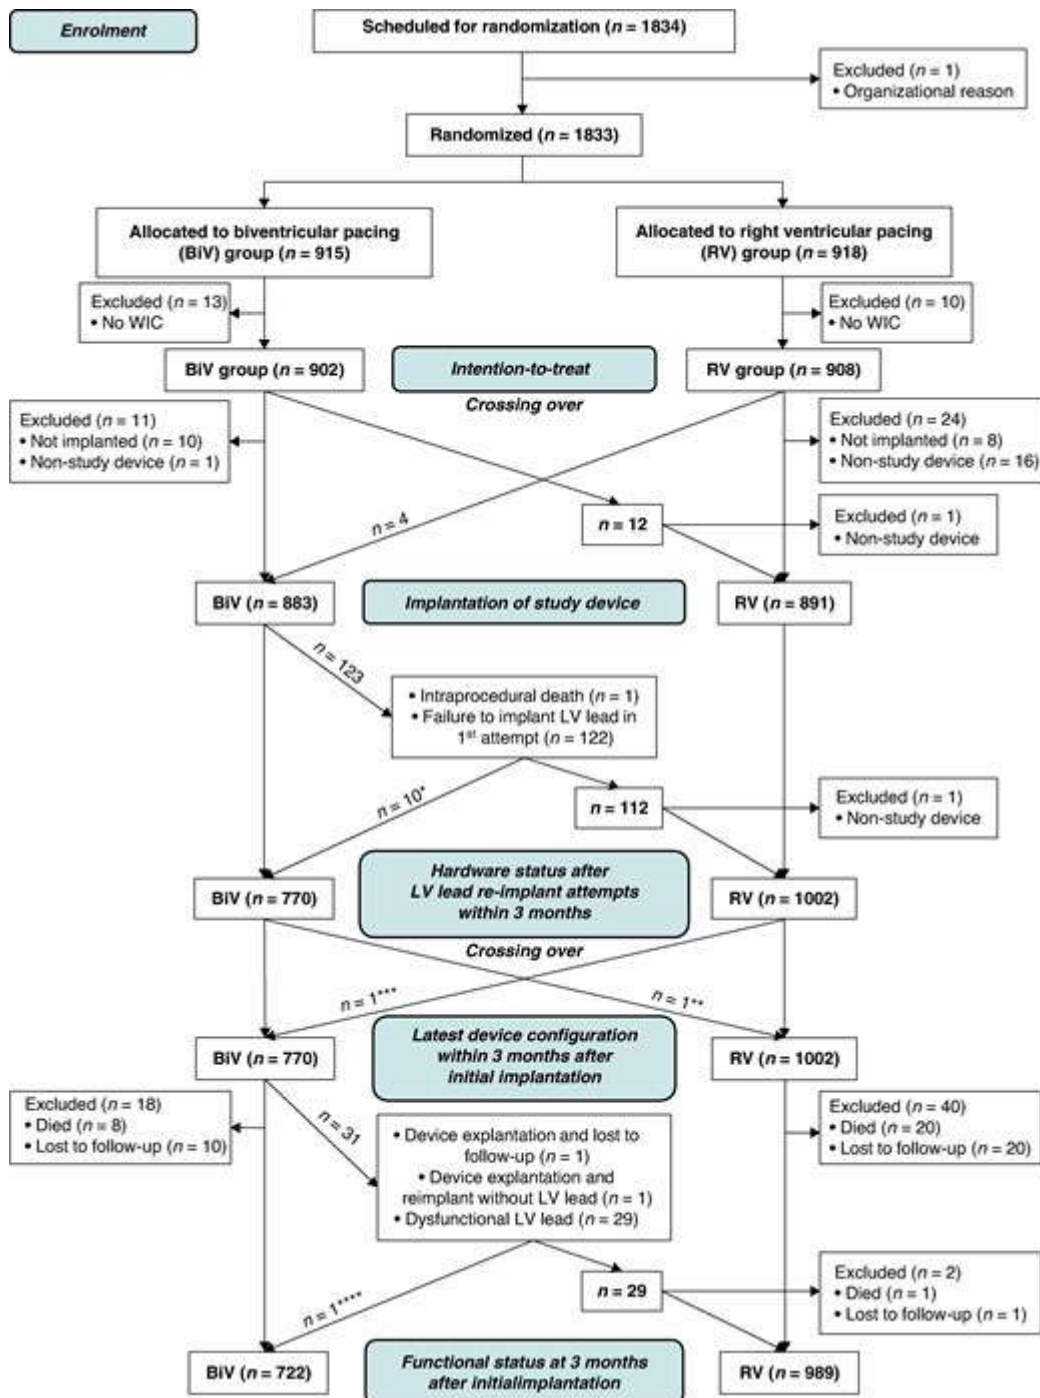 Enrolment
Scheduled for randomization (n = 1834)
Excluded (n = 1)
• Organizational reason
Randomized (n = 1833)
Allocated to biventricular pacing
(BiV) group (n = 915)
Allocated to right ventricular pacing
(RV) group (n = 918)
Excluded (n = 13)
• No WIC
Excluded (n = 10)
• No WIC
BiV group (n = 902)
Intention-to-treat
RV group (n = 908)
Crossing over
Excluded (n = 11)
• Not implanted (n = 10)
• Non-study device (n = 1)
Excluded (n = 24)
• Not implanted (n = 8)
• Non-study device (n = 16)
n = 4
n = 12
Excluded (n = 1)
• Non-study device
BiV (n = 883)
Implantation of study device
RV (n = 891)
n = 123
• Intraprocedural death (n = 1)
• Failure to implant LV lead in
1st attempt (n = 122)
n = 10*
n = 112
Excluded (n = 1)
• Non-study device
BiV (n = 770)
Hardware status after
LV lead re-implant attempts
within 3 months
RV (n = 1002)
Crossing over
n = 1***
n = 1**
BiV (n = 770)
Latest device configuration
within 3 months after
initial implantation
RV (n = 1002)
Excluded (n = 18)
• Died (n = 8)
• Lost to follow-up (n = 10)
n = 31
• Device explantation and lost to
follow-up (n = 1)
• Device explantation and
reimplant without LV lead (n = 1)
• Dysfunctional LV lead (n = 29)
Excluded (n = 40)
• Died (n = 20)
• Lost to follow-up (n = 20)
n = 1****
n = 29
Excluded (n = 2)
• Died (n = 1)
• Lost to follow-up (n = 1)
BiV (n = 722)
Functional status at 3 months
after initialimplantation
RV (n = 989)